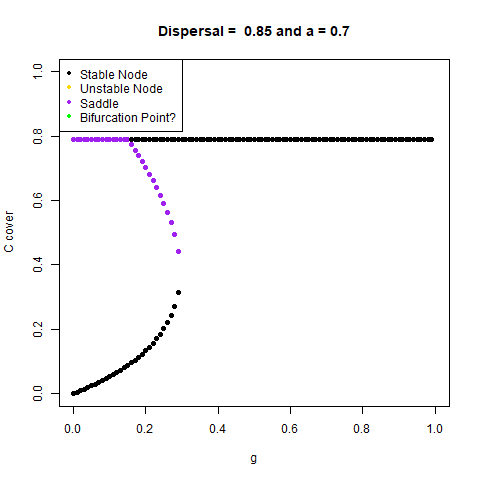 Dispersal =  0.85 and a = 0.7
Stable Node
Unstable Node
Saddle
Bifurcation Point?
C cover
1.0
0.8
0.6
0.4
0.2
0.0
0.0 0.2 0.4 0.6 0.8 1.0
g